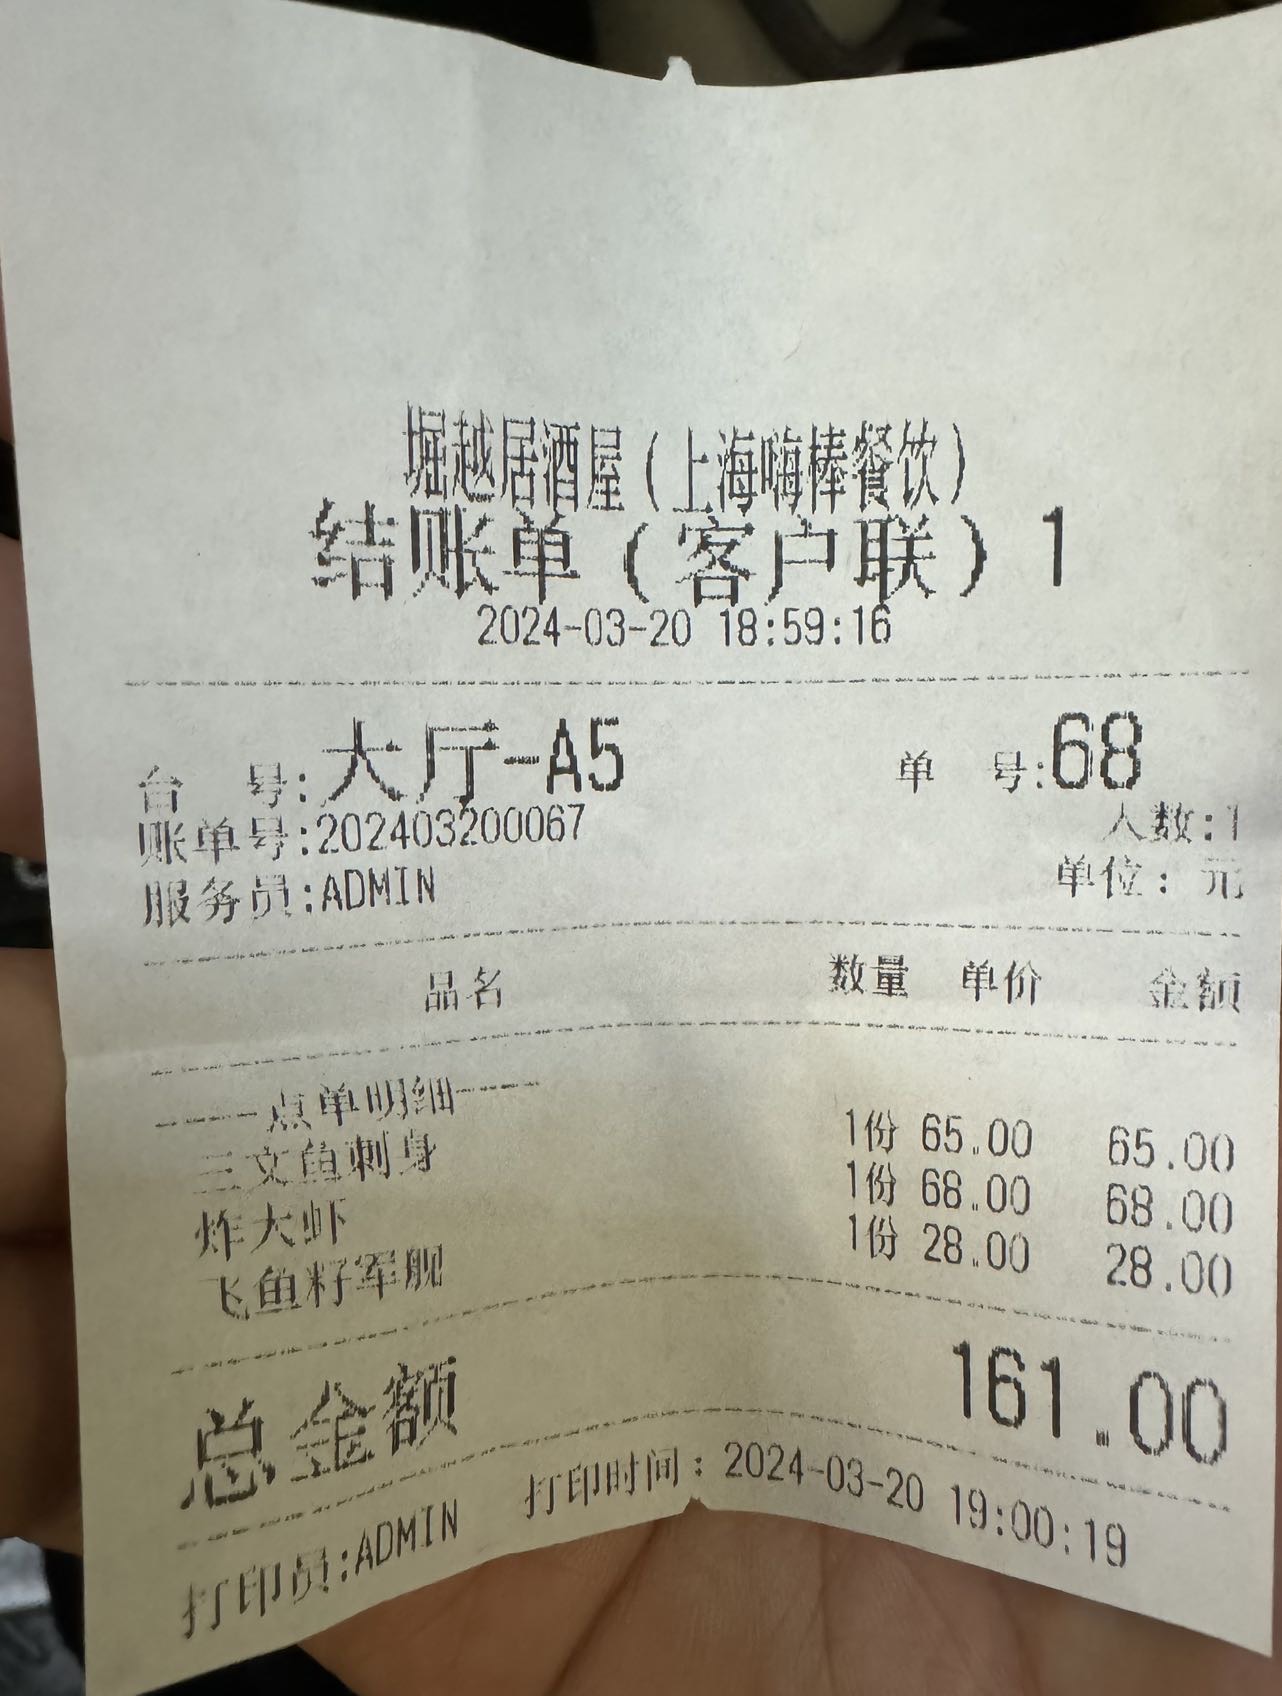 堀越居酒屋(上海嗨棒餐饮)
结账单(客户联)1
2024-03-20 18:59:16
台 号:大厅-A5 单 号:68
账单号:202403200067 人数:1
服务员:ADMIN 单位:元
品名 数量 单价 金额
----点单明细----
三文鱼刺身 1份 65.00 65.00
炸大虾 1份 68.00 68.00
飞鱼籽军舰 1份 28.00 28.00
总金额 161.00
打印员:ADMIN 打印时间:2024-03-20 19:00:19